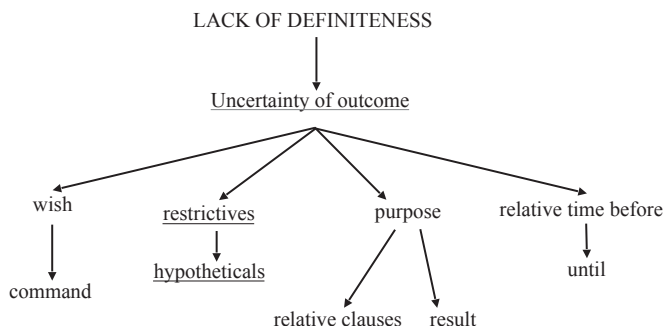 LACK OF DEFINITENESS
Uncertainty of outcome
wish
restrictives
purpose
relative time before
hypotheticals
until
command
relative clauses
result